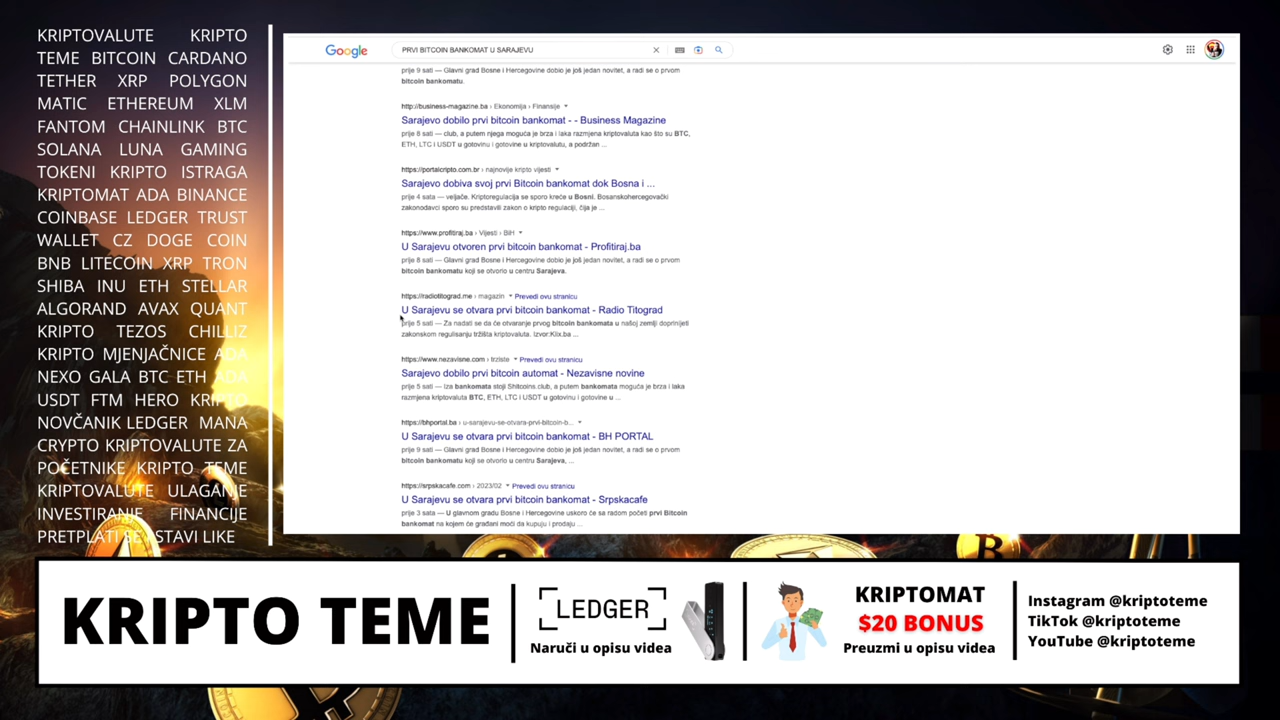 KRIPTOVALUTE KRIPTO
TEME BITCOIN CARDANO
TETHER XRP POLYGON
MATIC ETHEREUM XLM
FANTOM CHAINLINK BTC
SOLANA LUNA GAMING
TOKENI KRIPTO ISTRAGA
KRIPTOMAT ADA BINANCE
COINBASE LEDGER TRUST
WALLET CZ DOGE COIN
BNB LITECOIN XRP TRON
SHIBA INU ETH STELLAR
ALGORAND AVAX QUANT
KRIPTO TEZOS CHILLIZ
KRIPTO MJENJAČNICE ADA
NEXO GALA BTC ETH ADA
USDT FTM HERO KRIPTO
NOVČANIK LEDGER MANA
CRYPTO KRIPTOVALUTE ZA
POČETNIKE KRIPTO TEME
KRIPTOVALUTE ULAGANJE
INVESTIRANJE FINANCIJE
PRETPLATI SE OSTAVI LIKE
Google
PRVI BITCOIN BANKOMAT U SARAJEVU
prije 9 sati — Glavni grad Bosne i Hercegovine dobio je još jedan novitet, a radi se o prvom
bitcoin bankomatu.
http://business-magazine.ba › Ekonomija › Finansije
Sarajevo dobilo prvi bitcoin bankomat - - Business Magazine
prije 8 sati — club, a putem njega moguća je brza i laka razmjena kriptovaluta kao što su BTC,
ETH, LTC i USDT u gotovinu i gotovine u kriptovalutu, a podržan ...
https://portalcripto.com.br › najnovije kripto vijesti
Sarajevo dobiva svoj prvi Bitcoin bankomat dok Bosna i ...
prije 4 sata — veljače. Kriptoregulacija se sporo kreće u Bosni. Bosanskohercegovački
zakonodavci sporo su predstavili zakon o kripto regulaciji, čija je ...
https://www.profitiraj.ba › Vijesti › BiH
U Sarajevu otvoren prvi bitcoin bankomat - Profitiraj.ba
prije 8 sati — Glavni grad Bosne i Hercegovine dobio je još jedan novitet, a radi se o prvom
bitcoin bankomatu koji se otvorio u centru Sarajeva.
https://radiotitograd.me › magazin Prevedi ovu stranicu
U Sarajevu se otvara prvi bitcoin bankomat - Radio Titograd
prije 5 sati — Za nadati se da će otvaranje prvog bitcoin bankomata u našoj zemlji doprinijeti
zakonskom regulisanju tržišta kriptovaluta. Izvor:Klix.ba ...
https://www.nezavisne.com › trziste Prevedi ovu stranicu
Sarajevo dobilo prvi bitcoin automat - Nezavisne novine
prije 5 sati — Iza bankomata stoji Shitcoins.club, a putem bankomata moguća je brza i laka
razmjena kriptovaluta BTC, ETH, LTC i USDT u gotovinu i gotovine u ...
https://bhportal.ba › u-sarajevu-se-otvara-prvi-bitcoin-b...
U Sarajevu se otvara prvi bitcoin bankomat - BH PORTAL
prije 9 sati — Glavni grad Bosne i Hercegovine dobio je još jedan novitet, a radi se o prvom
bitcoin bankomatu koji se otvorio u centru Sarajeva, ...
https://srpskacafe.com › 2023/02 Prevedi ovu stranicu
U Sarajevu se otvara prvi bitcoin bankomat - Srpskacafe
prije 3 sata — U glavnom gradu Bosne i Hercegovine uskoro će sa radom početi prvi Bitcoin
bankomat na kojem će građani moći da kupuju i prodaju ...
KRIPTO TEME
LEDGER
Naruči u opisu videa
KRIPTOMAT
$20 BONUS
Preuzmi u opisu videa
Instagram @kriptoteme
TikTok @kriptoteme
YouTube @kriptoteme